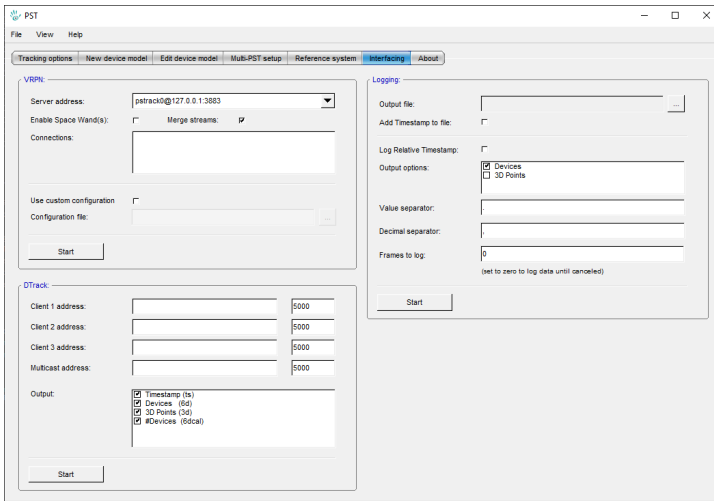 PST
File View Help
Tracking options New device model Edit device model Multi-PST setup Reference system Interfacing About
VRPN:
Server address: pstrack0@127.0.0.1:3883
Enable Space Wand(s): Merge streams:
Connections:
Use custom configuration
Configuration file: ...
Start
DTrack:
Client 1 address: 5000
Client 2 address: 5000
Client 3 address: 5000
Multicast address: 5000
Output: Timestamp (ts)
Devices (6d)
3D Points (3d)
#Devices (6dcal)
Start
Logging:
Output file: ...
Add Timestamp to file:
Log Relative Timestamp:
Output options: Devices
3D Points
Value separator:
Decimal separator:
Frames to log: 0
(set to zero to log data until canceled)
Start